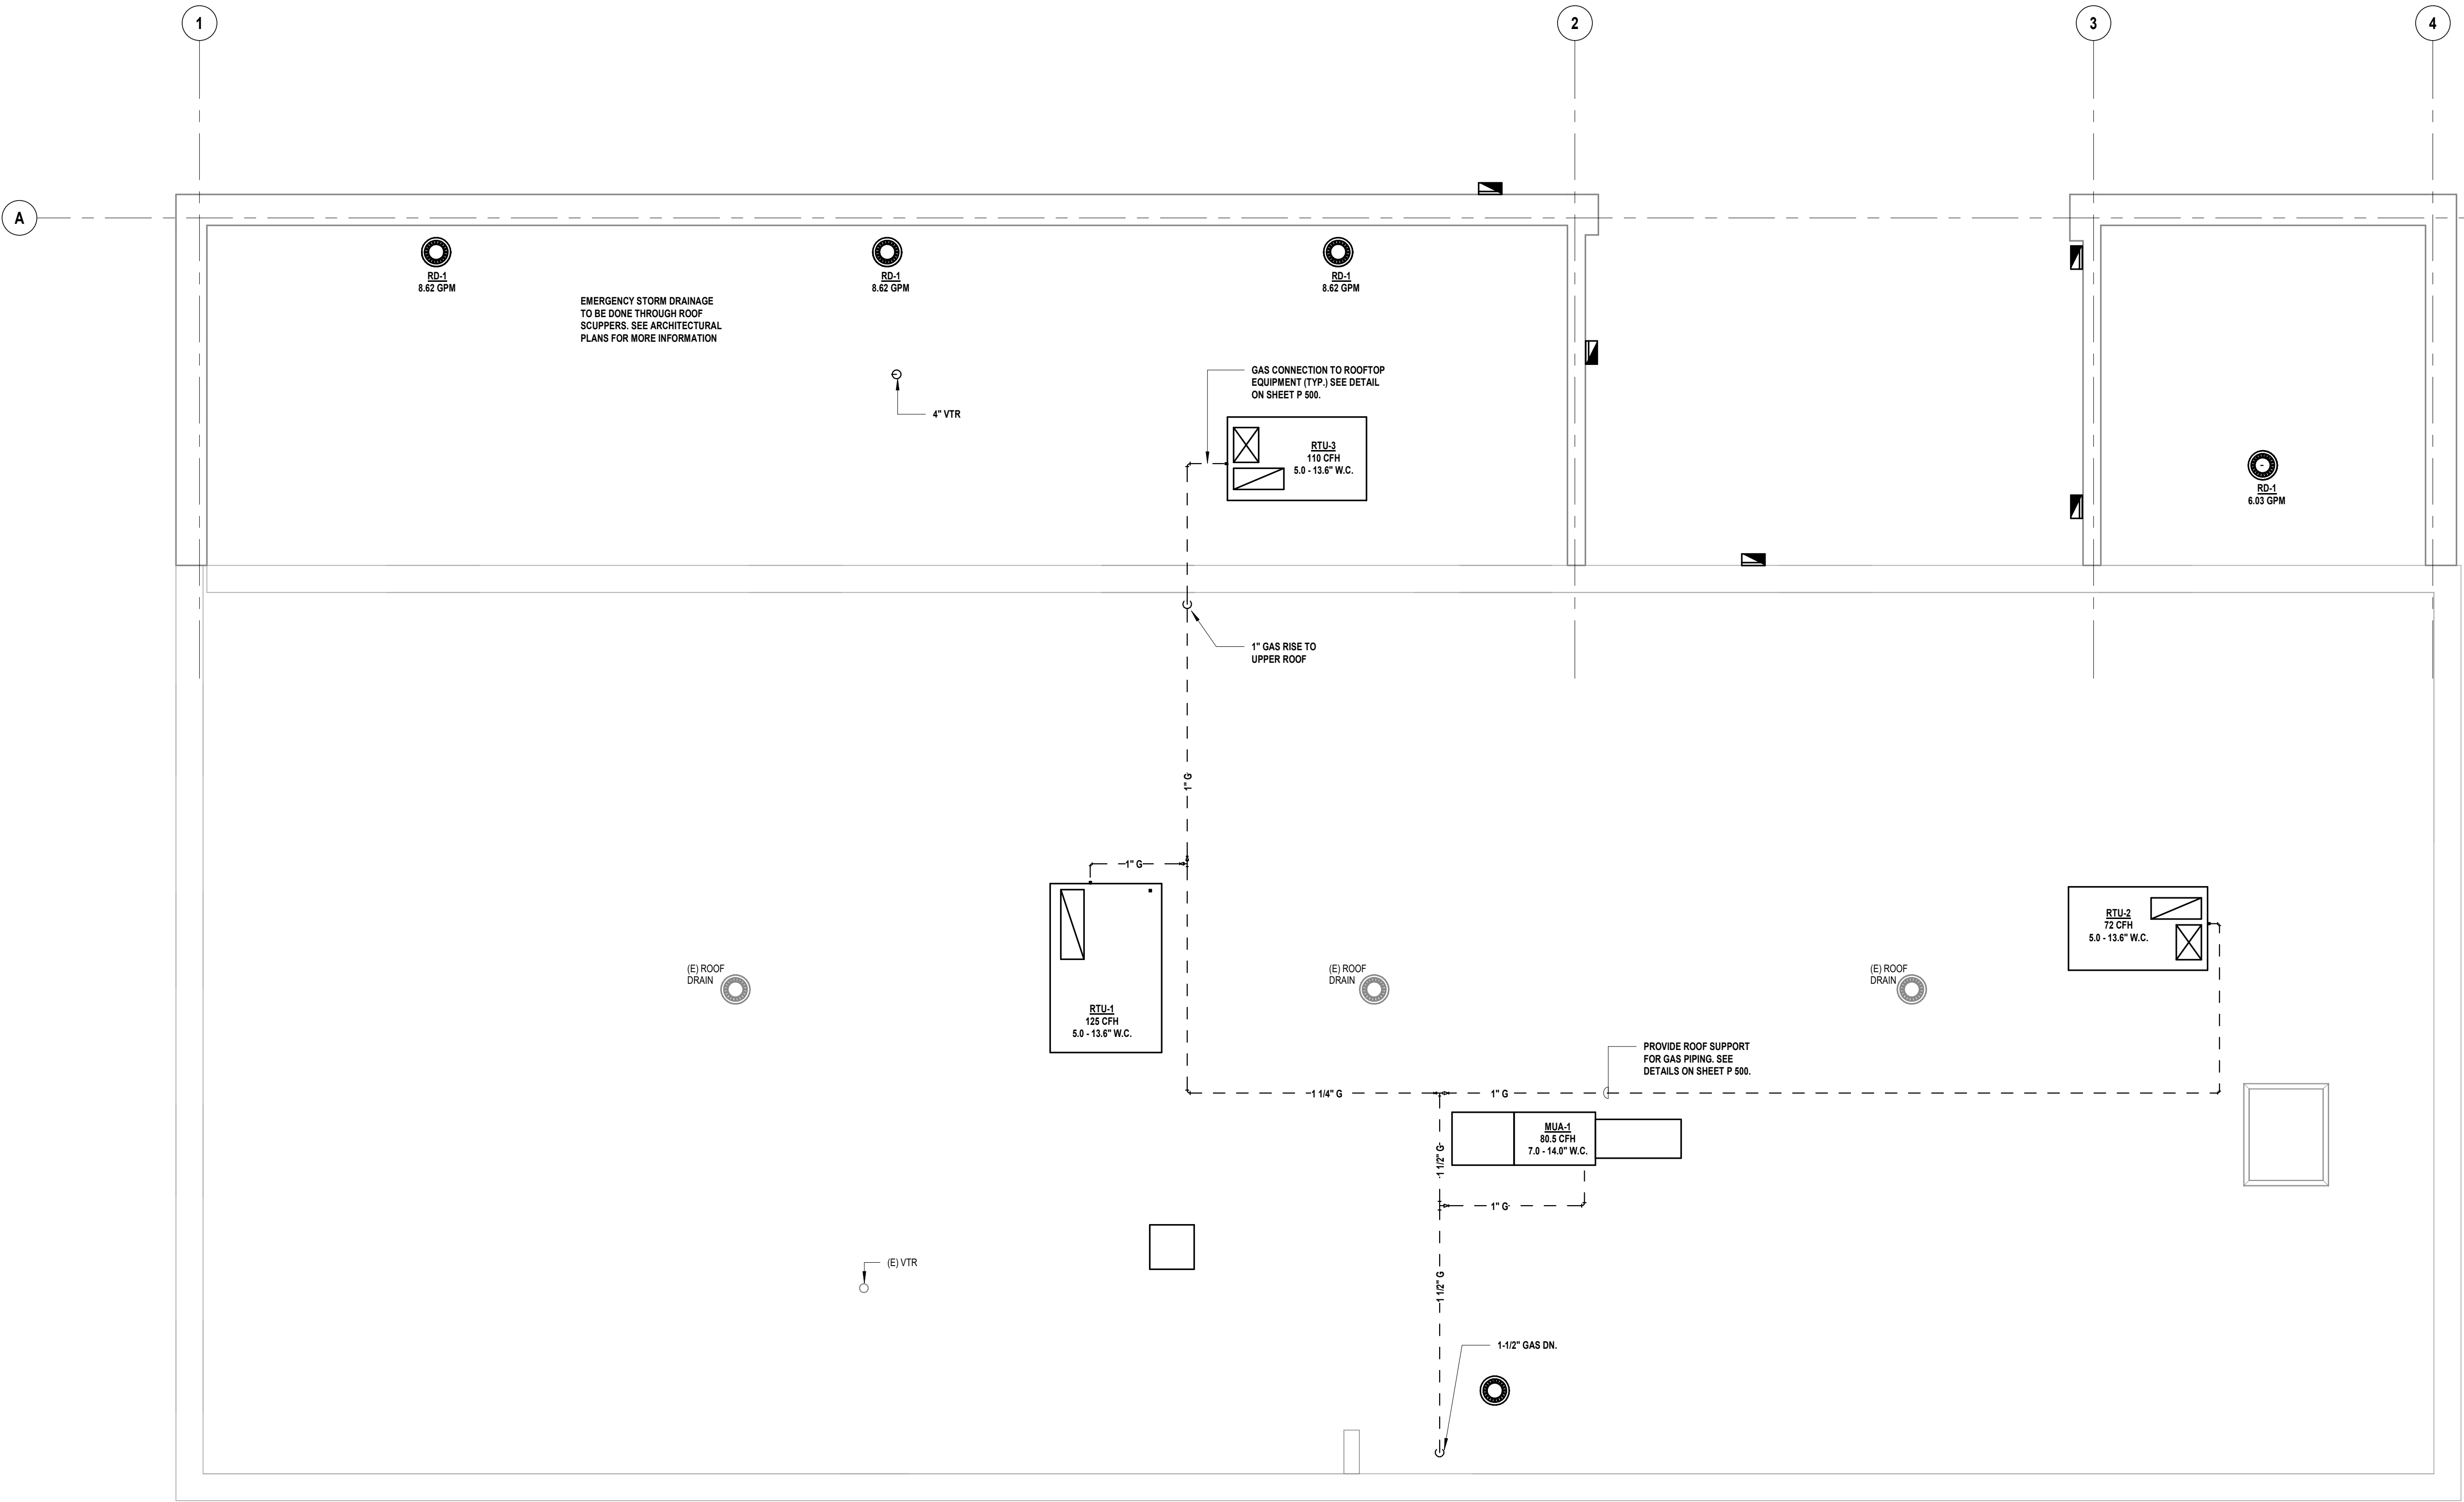 1
2
3
4
A
RD-1
8.62 GPM
RD-1
8.62 GPM
RD-1
8.62 GPM
EMERGENCY STORM DRAINAGE
TO BE DONE THROUGH ROOF
SCUPPERS. SEE ARCHITECTURAL
PLANS FOR MORE INFORMATION
4" VTR
GAS CONNECTION TO ROOFTOP
EQUIPMENT (TYP.) SEE DETAIL
ON SHEET P 500.
RTU-3
110 CFH
5.0 - 13.6" W.C.
RD-1
6.03 GPM
1" GAS RISE TO
UPPER ROOF
1" G
1" G
RTU-1
125 CFH
5.0 - 13.6" W.C.
RTU-2
72 CFH
5.0 - 13.6" W.C.
(E) ROOF
DRAIN
(E) ROOF
DRAIN
(E) ROOF
DRAIN
PROVIDE ROOF SUPPORT
FOR GAS PIPING. SEE
DETAILS ON SHEET P 500.
1 1/4" G
1" G
MUA-1
80.5 CFH
7.0 - 14.0" W.C.
1 1/2" G
1" G
(E) VTR
1 1/2" G
1-1/2" GAS DN.